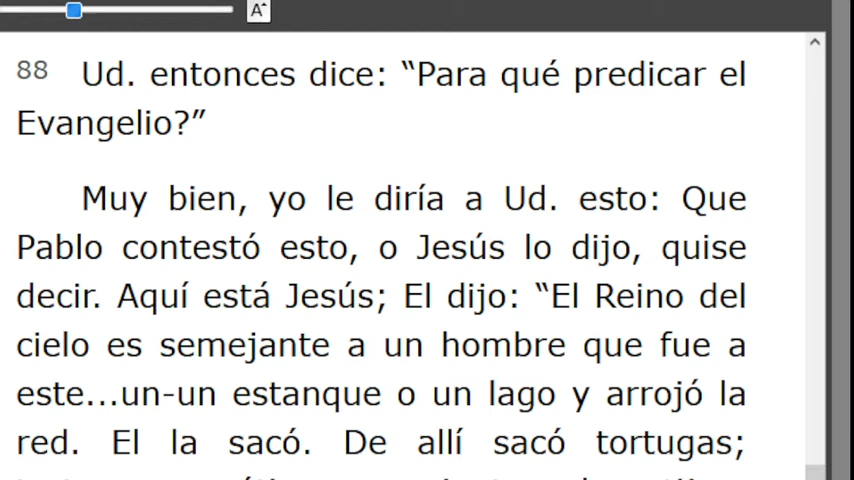 A
88 Ud. entonces dice: “Para qué predicar el
Evangelio?”
Muy bien, yo le diría a Ud. esto: Que
Pablo contestó esto, o Jesús lo dijo, quise
decir. Aquí está Jesús; El dijo: “El Reino del
cielo es semejante a un hombre que fue a
este...un-un estanque o un lago y arrojó la
red. El la sacó. De allí sacó tortugas;